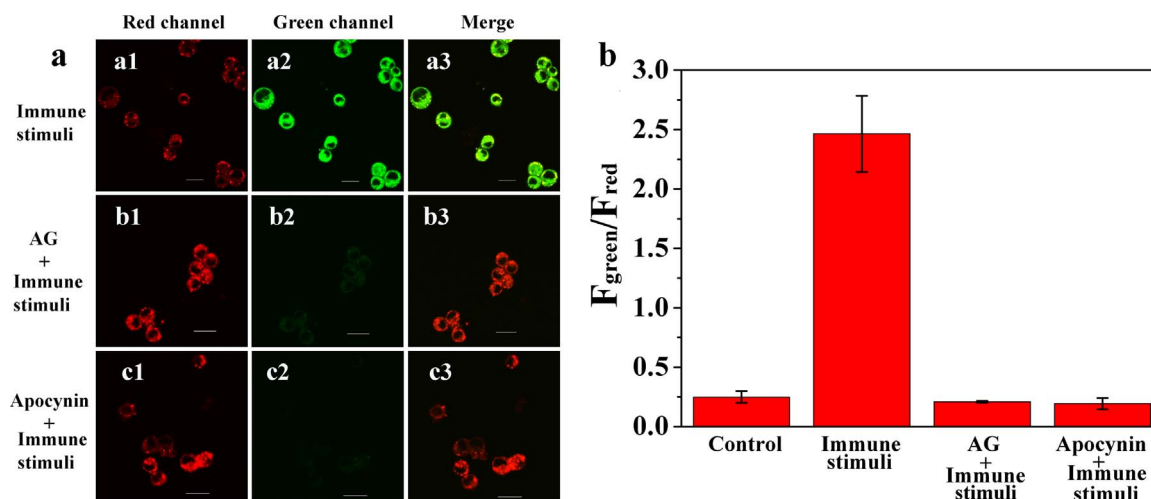 Red channel Green channel Merge
a
a1 a2 a3
Immune
stimuli
b1 b2 b3
AG
+
Immune
stimuli
c1 c2 c3
Apocynin
+
Immune
stimuli
b
3.0
2.5
2.0
1.5
1.0
0.5
0.0
Fgreen/Fred
Control Immune AG Apocynin
stimuli + +
Immune Immune
stimuli stimuli